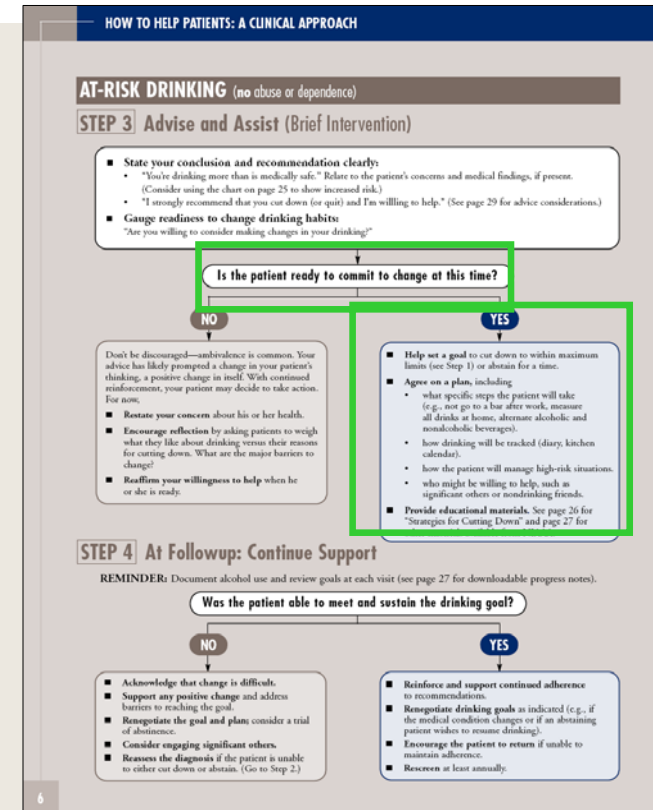 HOW TO HELP PATIENTS: A CLINICAL APPROACH
AT-RISK DRINKING (no abuse or dependence)
STEP 3 Advise and Assist (Brief Intervention)
■ State your conclusion and recommendation clearly:
• "You're drinking more than is medically safe." Relate to the patient's concerns and medical findings, if present.
(Consider using the chart on page 25 to show increased risk.)
• "I strongly recommend that you cut down (or quit) and I'm willling to help." (See page 29 for advice considerations.)
■ Gauge readiness to change drinking habits:
"Are you willing to consider making changes in your drinking?"
Is the patient ready to commit to change at this time?
NO
Don't be discouraged—ambivalence is common. Your
advice has likely prompted a change in your patient's
thinking, a positive change in itself. With continued
reinforcement, your patient may decide to take action.
For now,
■ Restate your concern about his or her health.
■ Encourage reflection by asking patients to weigh
what they like about drinking versus their reasons
for cutting down. What are the major barriers to
change?
■ Reaffirm your willingness to help when he
or she is ready.
YES
■ Help set a goal to cut down to within maximum
limits (see Step 1) or abstain for a time.
■ Agree on a plan, including
• what specific steps the patient will take
(e.g., not go to a bar after work, measure
all drinks at home, alternate alcoholic and
nonalcoholic beverages).
• how drinking will be tracked (diary, kitchen
calendar).
• how the patient will manage high-risk situations.
• who might be willing to help, such as
significant others or nondrinking friends.
■ Provide educational materials. See page 26 for
"Strategies for Cutting Down" and page 27 for
STEP 4 At Followup: Continue Support
REMINDER: Document alcohol use and review goals at each visit (see page 27 for downloadable progress notes).
Was the patient able to meet and sustain the drinking goal?
NO
■ Acknowledge that change is difficult.
■ Support any positive change and address
barriers to reaching the goal.
■ Renegotiate the goal and plan; consider a trial
of abstinence.
■ Consider engaging significant others.
■ Reassess the diagnosis if the patient is unable
to either cut down or abstain. (Go to Step 2.)
YES
■ Reinforce and support continued adherence
to recommendations.
■ Renegotiate drinking goals as indicated (e.g., if
the medical condition changes or if an abstaining
patient wishes to resume drinking).
■ Encourage the patient to return if unable to
maintain adherence.
■ Rescreen at least annually.
6